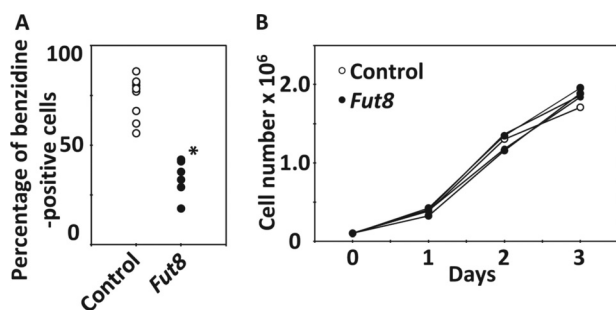 A
Percentage of benzidine
-positive cells
100
50
0
Control
Fut8
*
B
Cell number x 10⁶
2.0
1.0
0
Control
Fut8
0 1 2 3
Days